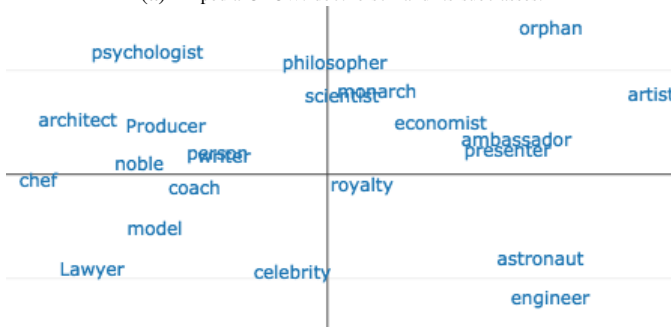 orphan
psychologist
philosopher
scientist
monarch
artist
architect
Producer
economist
ambassador
presenter
person
writer
noble
chef
coach
royalty
model
Lawyer
celebrity
astronaut
engineer